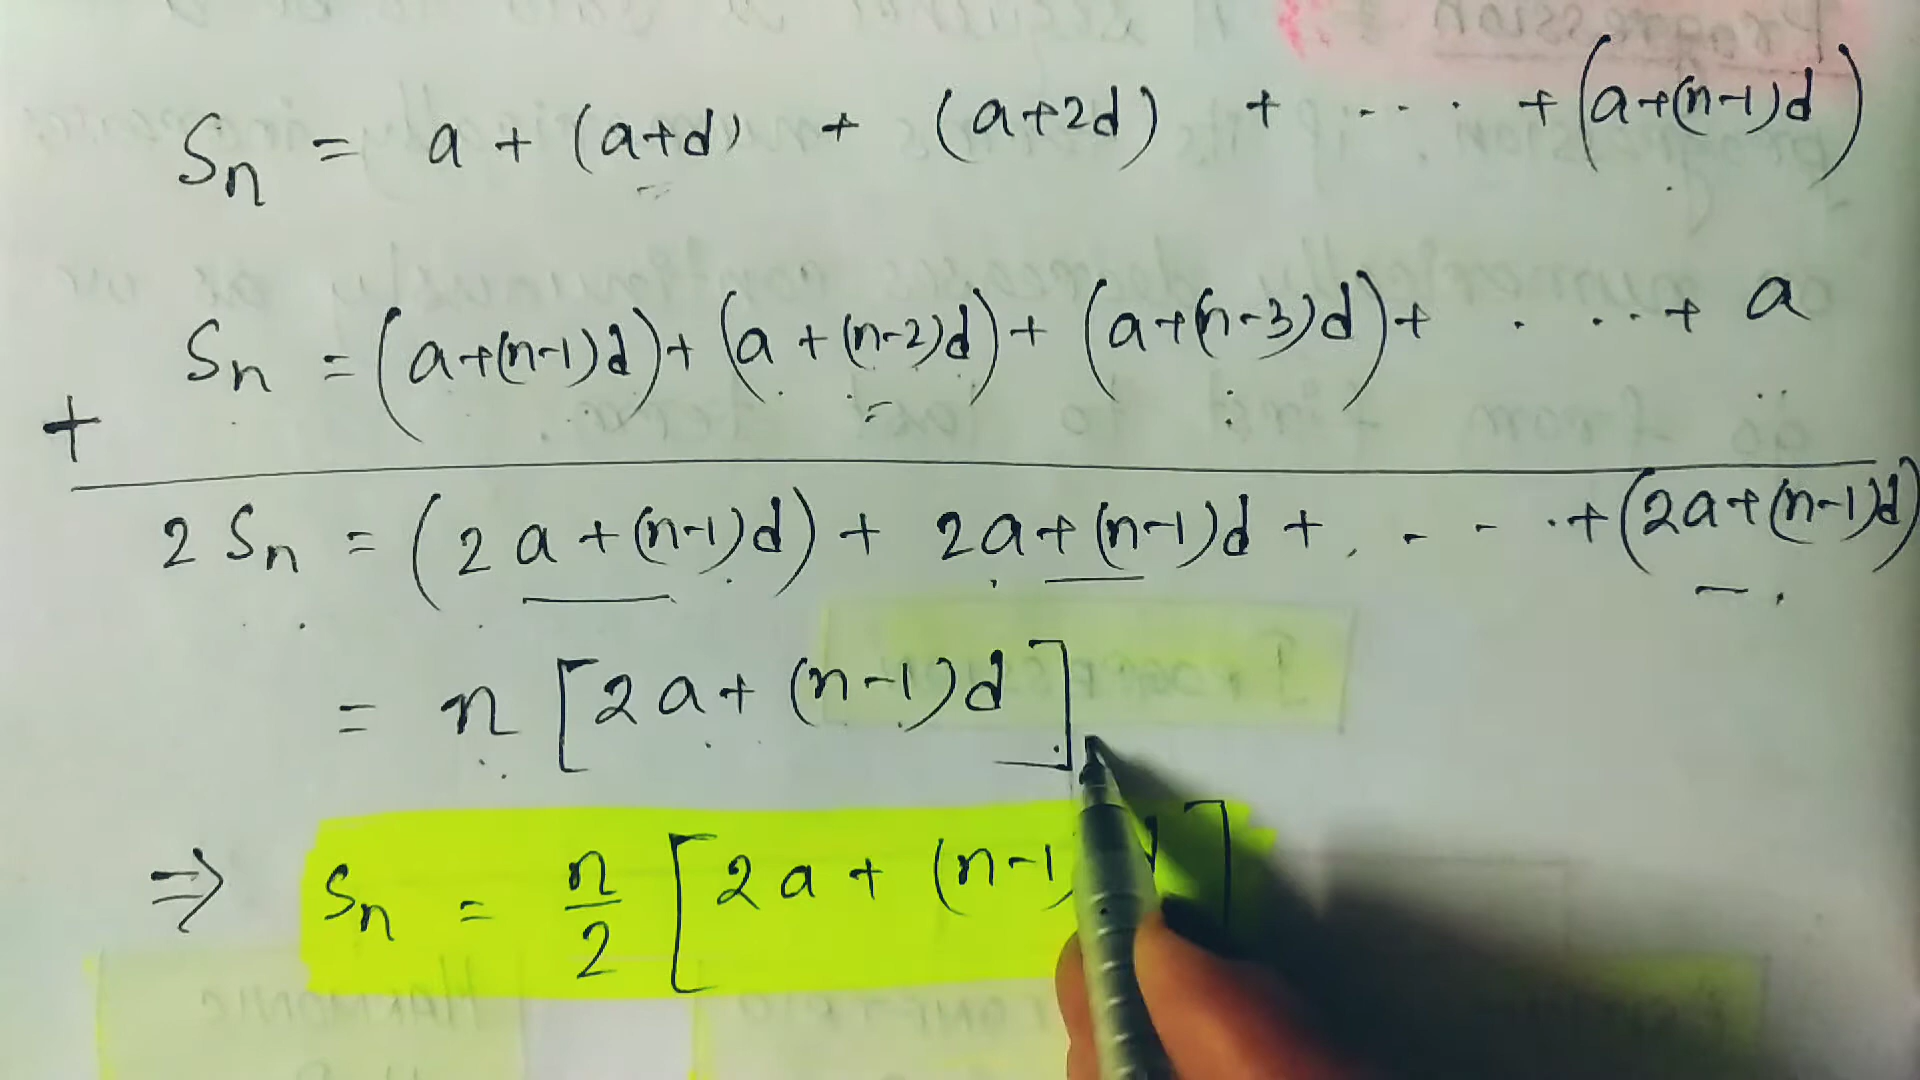 Sn = a + (a+d) + (a+2d) + .... + (a+(n-1)d)
Sn = (a+(n-1)d) + (a+(n-2)d) + (a+(n-3)d) + .... + a
+
2 Sn = (2a+(n-1)d) + 2a+(n-1)d + .... + (2a+(n-1)d)
= n [2a+(n-1)d]
⇒ Sn = n/2 [2a + (n-1)d]